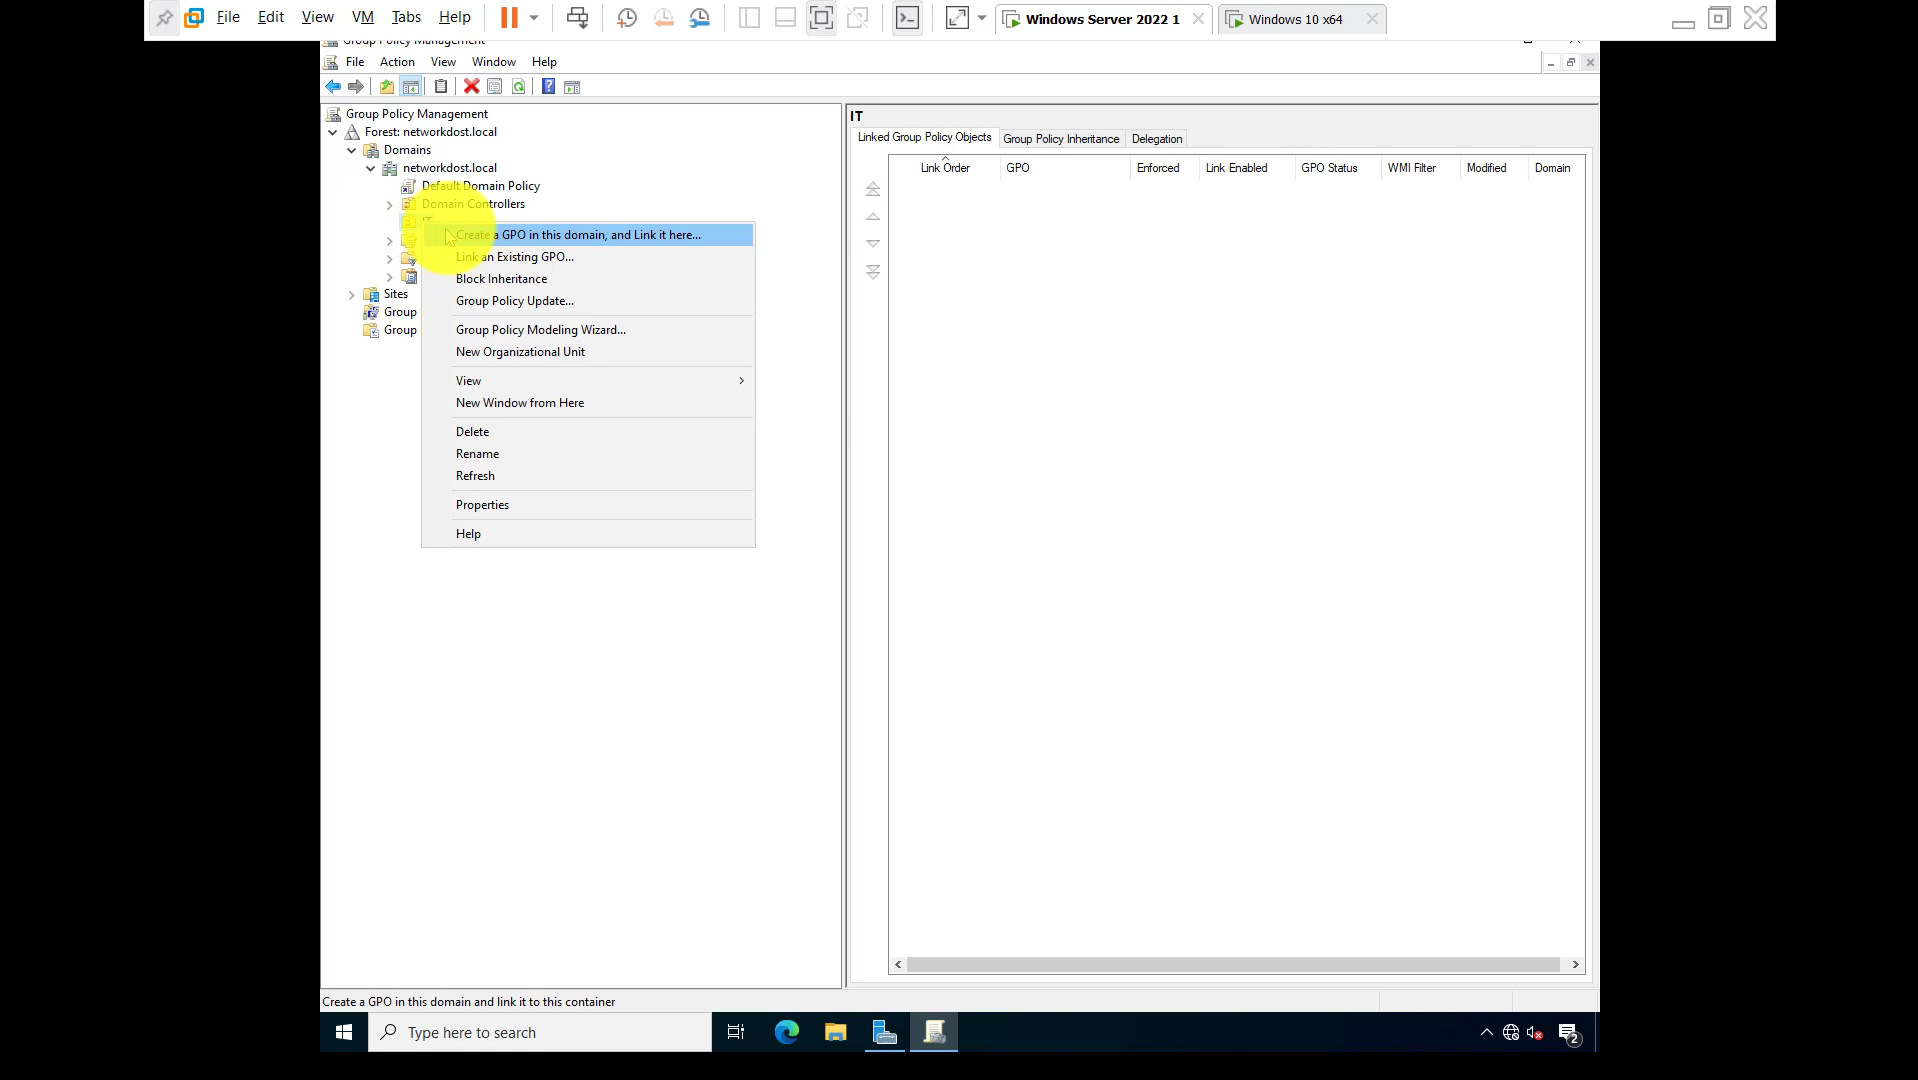 File Edit View VM Tabs Help
Windows Server 2022 1
Windows 10 x64
Group Policy Management
File Action View Window Help
Group Policy Management
Forest: networkdost.local
Domains
networkdost.local
Default Domain Policy
Domain Controllers
IT
Sites
Group
Group
Create a GPO in this domain, and Link it here...
Link an Existing GPO...
Block Inheritance
Group Policy Update...
Group Policy Modeling Wizard...
New Organizational Unit
View
New Window from Here
Delete
Rename
Refresh
Properties
Help
IT
Linked Group Policy Objects Group Policy Inheritance Delegation
Link Order GPO Enforced Link Enabled GPO Status WMI Filter Modified Domain
Create a GPO in this domain and link it to this container
Type here to search
2